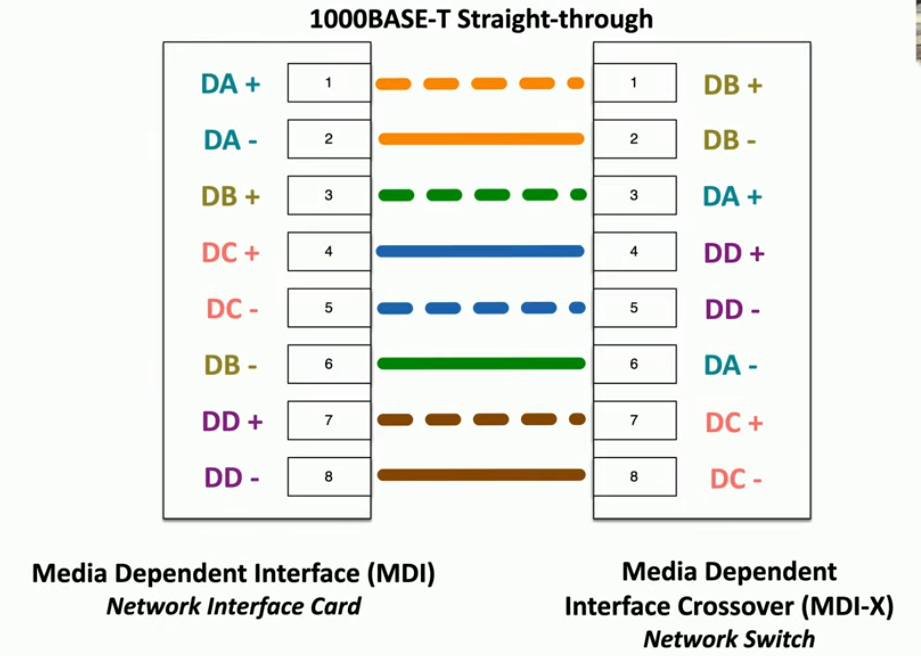 1000BASE-T Straight-through
DA + 1 1 DB +
DA - 2 2 DB -
DB + 3 3 DA +
DC + 4 4 DD +
DC - 5 5 DD -
DB - 6 6 DA -
DD + 7 7 DC +
DD - 8 8 DC -
Media Dependent Interface (MDI)
Network Interface Card
Media Dependent
Interface Crossover (MDI-X)
Network Switch